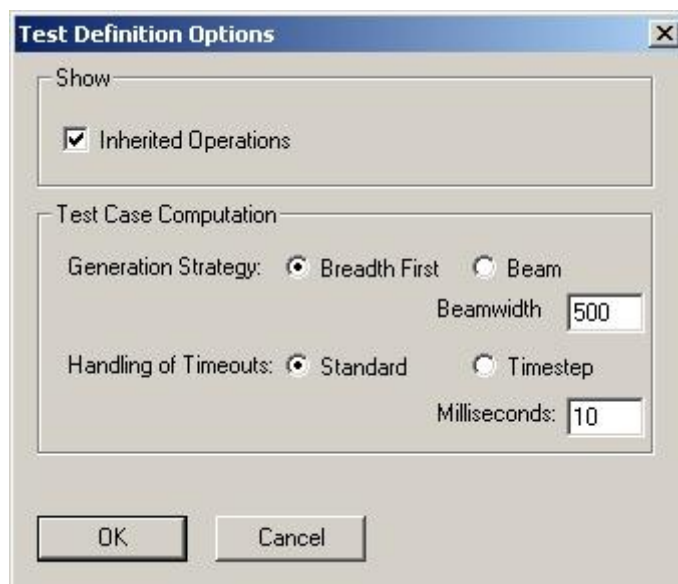 Test Definition Options
Show
Inherited Operations
Test Case Computation
Generation Strategy: Breadth First Beam
Beamwidth 500
Handling of Timeouts: Standard Timestep
Milliseconds: 10
OK Cancel